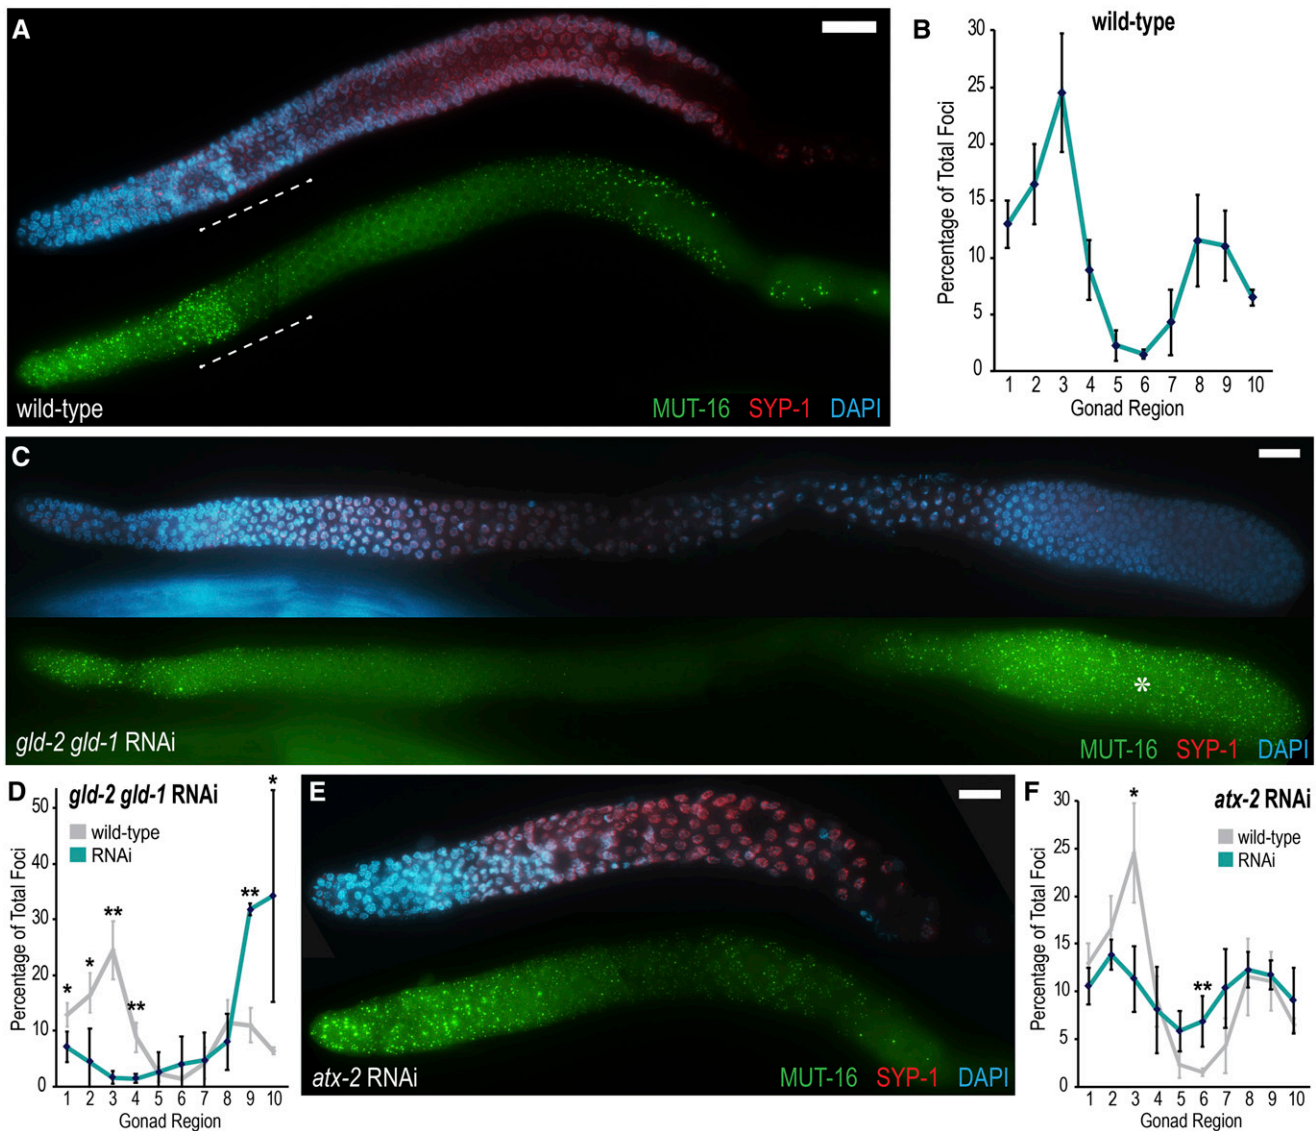 A
wild-type
MUT-16 SYP-1 DAPI
B
wild-type
Percentage of Total Foci
30
25
20
15
10
5
0
1 2 3 4 5 6 7 8 9 10
Gonad Region
C
gld-2 gld-1 RNAi
*
MUT-16 SYP-1 DAPI
D
gld-2 gld-1 RNAi
wild-type
RNAi
Percentage of Total Foci
50
40
30
20
10
0
* * ** ** ** *
1 2 3 4 5 6 7 8 9 10
Gonad Region
E
atx-2 RNAi
MUT-16 SYP-1 DAPI
F
atx-2 RNAi
wild-type
RNAi
Percentage of Total Foci
30
25
20
15
10
5
0
* **
1 2 3 4 5 6 7 8 9 10
Gonad Region